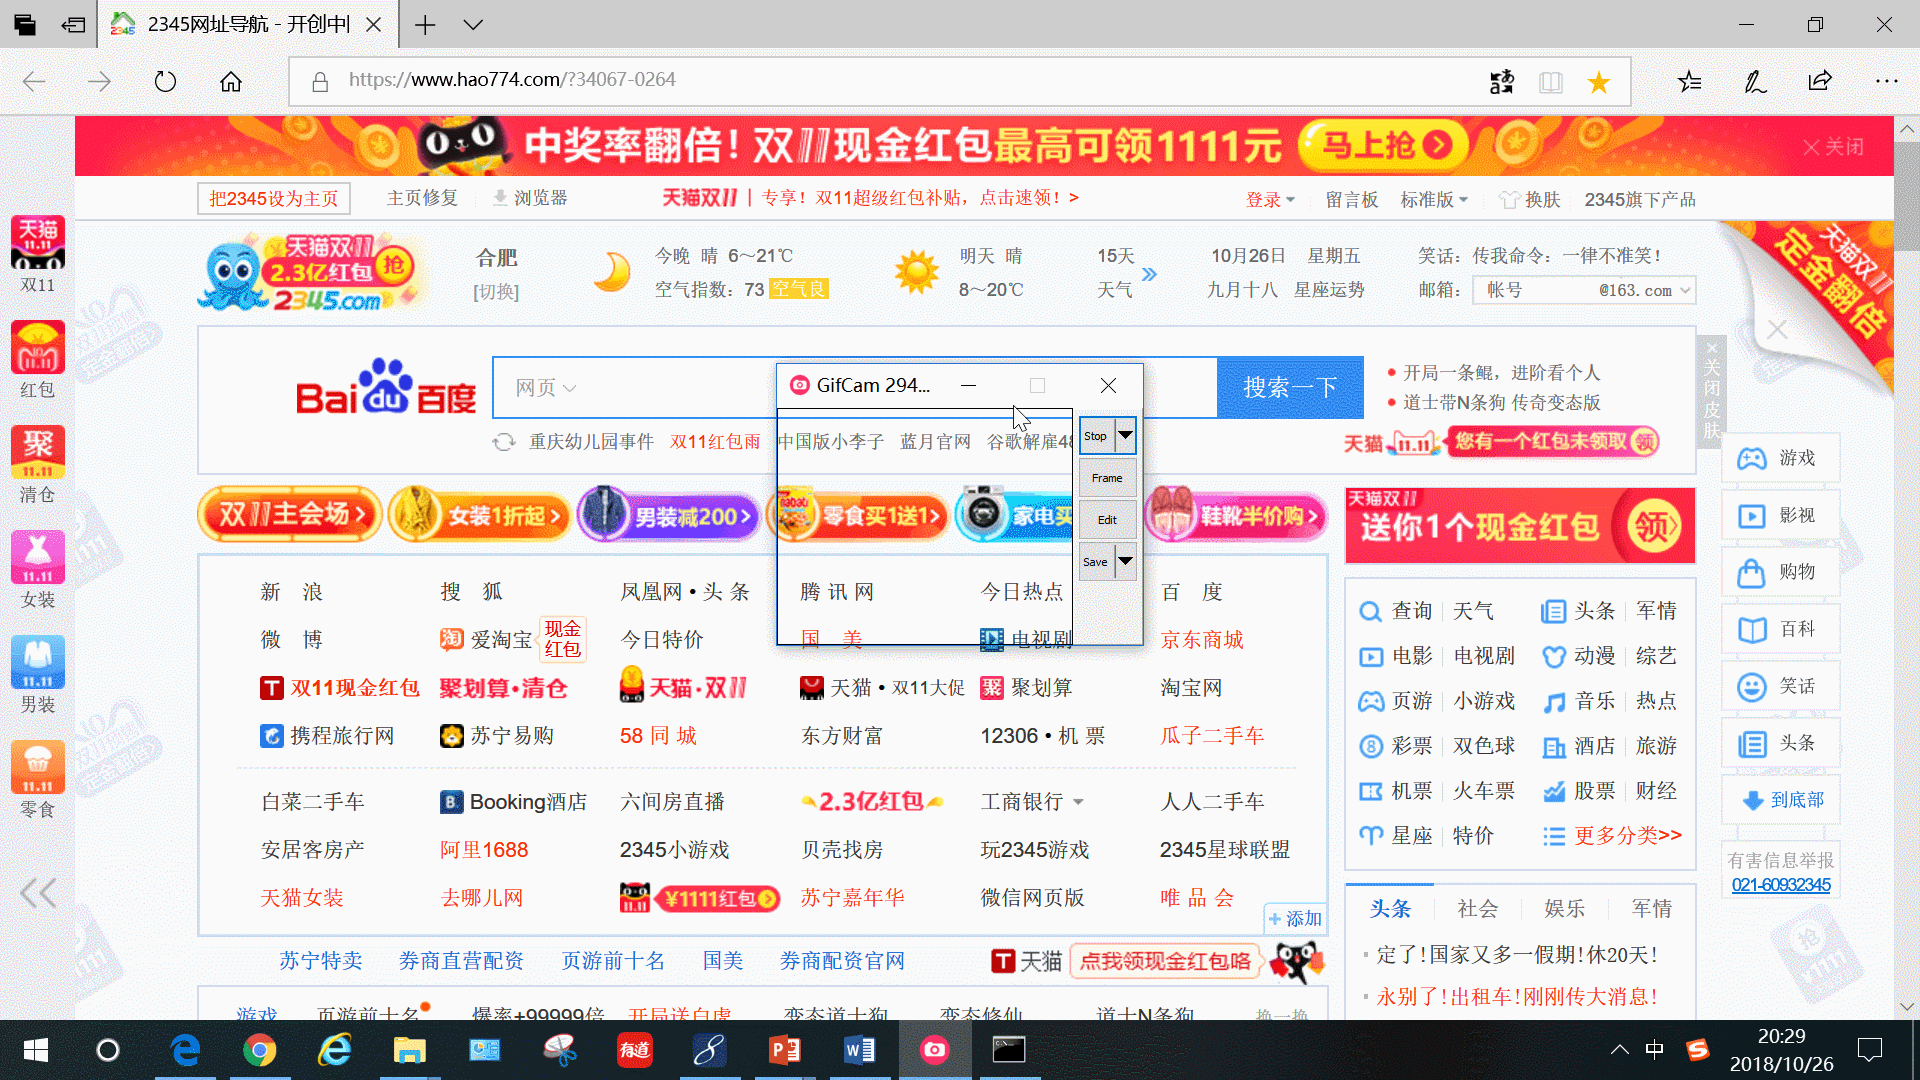 2345网址导航 - 开创中
https://www.hao774.com/?34067-0264
中奖率翻倍！双11现金红包最高可领1111元 马上抢 关闭
把2345设为主页 主页修复 浏览器 天猫双11 专享！双11超级红包补贴，点击速领！> 登录 留言板 标准版 换肤 2345旗下产品
天猫 11.11
双11
红包
聚 11.11
清仓
11.11
女装
11.11
男装
11.11
零食
天猫双11
2.3亿红包 抢
2345.com
合肥
[切换]
今晚 晴 6～21℃
空气指数：73 空气良
明天 晴
8～20℃
15天
天气
10月26日 星期五
九月十八 星座运势
笑话：传我命令：一律不准笑！
邮箱： 帐号 @163.com
天猫双11
定金翻倍
Bai du 百度
网页
搜索一下
开局一条鲲，进阶看个人
道士带N条狗 传奇变态版
关闭皮肤
重庆幼儿园事件 双11红包雨 中国版小李子 蓝月官网 谷歌解雇48
天猫 11.11 您有一个红包未领取 领
GifCam 294...
Stop
Frame
Edit
Save
双11主会场> 女装1折起> 男装减200> 零食买1送1> 家电买 鞋靴半价购>
天猫双11
送你1个现金红包 领
新 浪 搜 狐 凤凰网 • 头 条 腾 讯 网 今日热点 百 度
微 博 淘 爱淘宝 现金红包 今日特价 国 美 电视剧 京东商城
T 双11现金红包 聚划算·清仓 天猫·双11 天猫 • 双11大促 聚 聚划算 淘宝网
携程旅行网 苏宁易购 58 同 城 东方财富 12306 • 机 票 瓜子二手车
白菜二手车 B. Booking酒店 六间房直播 2.3亿红包 工商银行 人人二手车
安居客房产 阿里1688 2345小游戏 贝壳找房 玩2345游戏 2345星球联盟
天猫女装 去哪儿网 ¥1111红包 苏宁嘉年华 微信网页版 唯 品 会
+ 添加
苏宁特卖 券商直营配资 页游前十名 国美 券商配资官网 天猫 点我领现金红包咯
游戏 页游前十名 爆率+99999倍 开局送白虎 变态道士狗 变态修仙 道士N条狗 换一换
查询 天气 头条 军情
电影 电视剧 动漫 综艺
页游 小游戏 音乐 热点
彩票 双色球 酒店 旅游
机票 火车票 股票 财经
星座 特价 更多分类>>
头条 社会 娱乐 军情
定了！国家又多一假期！休20天！
永别了！出租车！刚刚传大消息！
游戏
影视
购物
百科
笑话
头条
到底部
有害信息举报
021-60932345
有道
中
20:29
2018/10/26